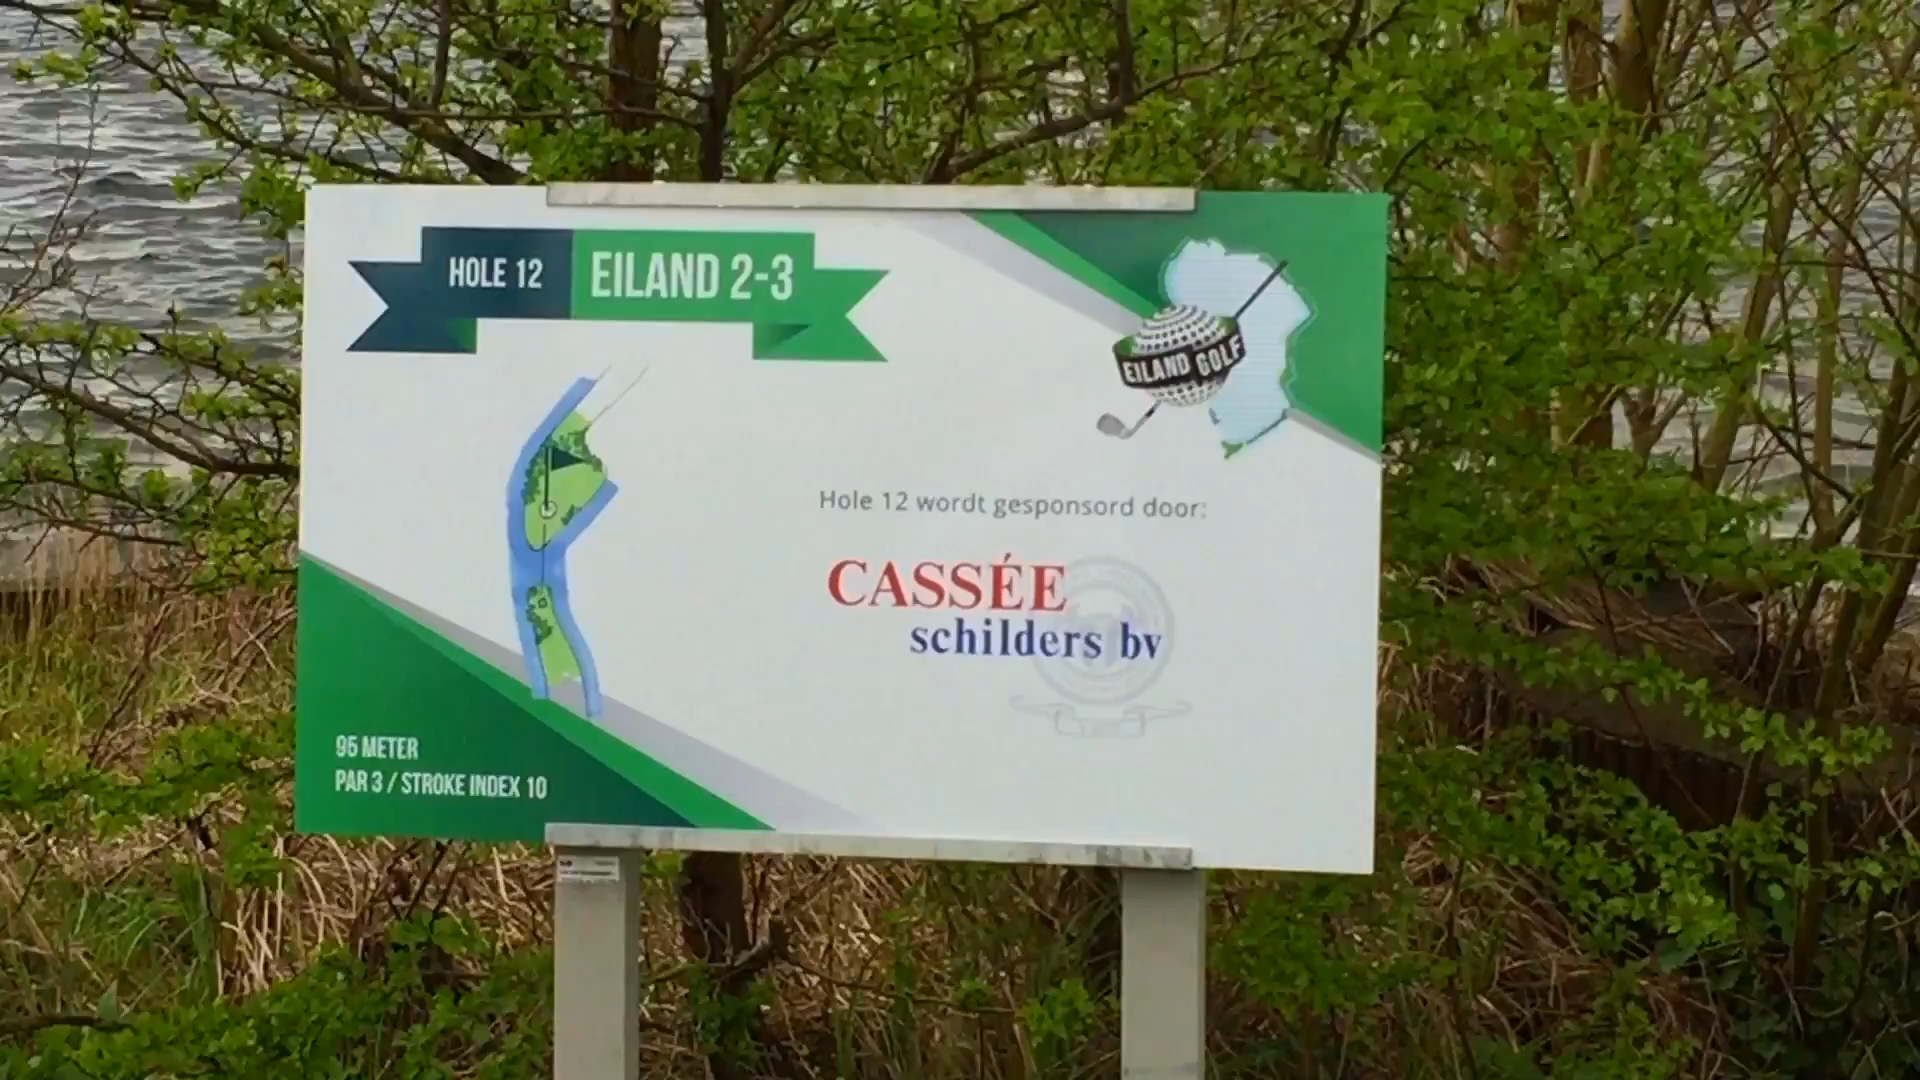 HOLE 12 EILAND 2-3
EILAND GOLF
Hole 12 wordt gesponsord door:
CASSÉE
schilders bv
95 METER
PAR 3 / STROKE INDEX 10